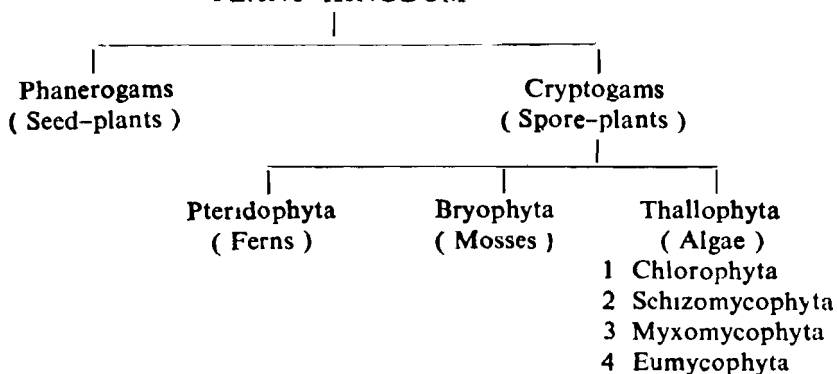 Phanerogams
( Seed-plants )
Cryptogams
( Spore-plants )
Pteridophyta
( Ferns )
Bryophyta
( Mosses )
Thallophyta
( Algae )
1 Chlorophyta
2 Schizomycophyta
3 Myxomycophyta
4 Eumycophyta